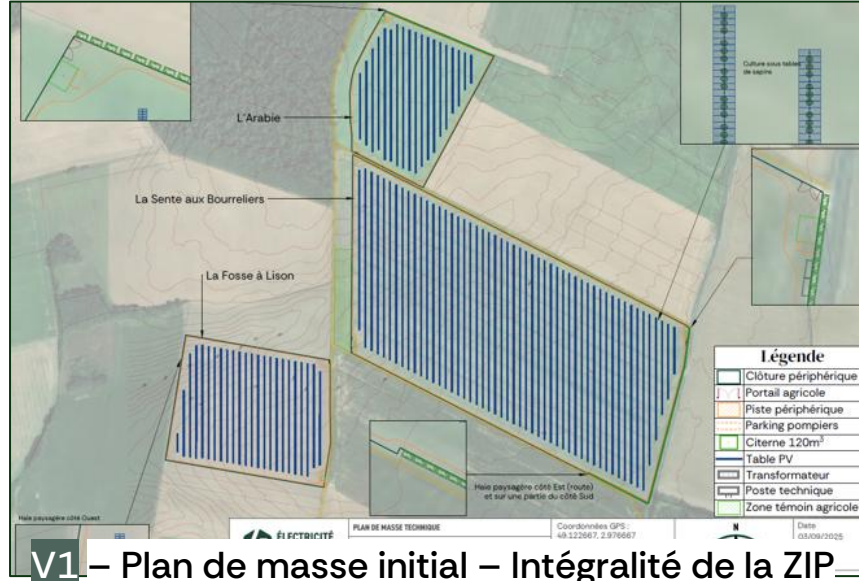 Culture sous tables
de sapins
L'Arabie
La Sente aux Bourreliers
La Fosse à Lison
Légende
Clôture périphérique
Portail agricole
Piste périphérique
Parking pompiers
Citerne 120m³
Table PV
Transformateur
Poste technique
Zone témoin agricole
Haie paysagère côté Est (route)
et sur une partie du côté Sud
Haie paysagère côté Ouest
ÉLECTRICITÉ
PLAN DE MASSE TECHNIQUE
Coordonnées GPS :
49.122667, 2.976667
N
Date
03/09/2025
V1 – Plan de masse initial – Intégralité de la ZIP